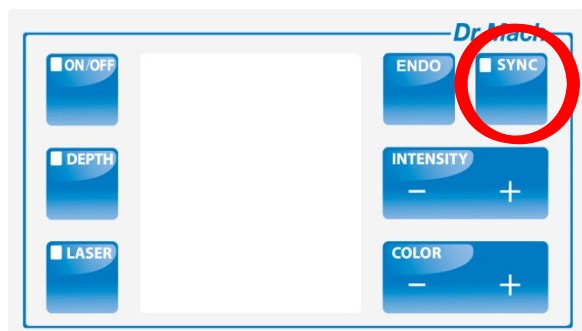 Dr. Mach
ON/OFF
ENDO
SYNC
DEPTH
INTENSITY
- +
LASER
COLOR
- +